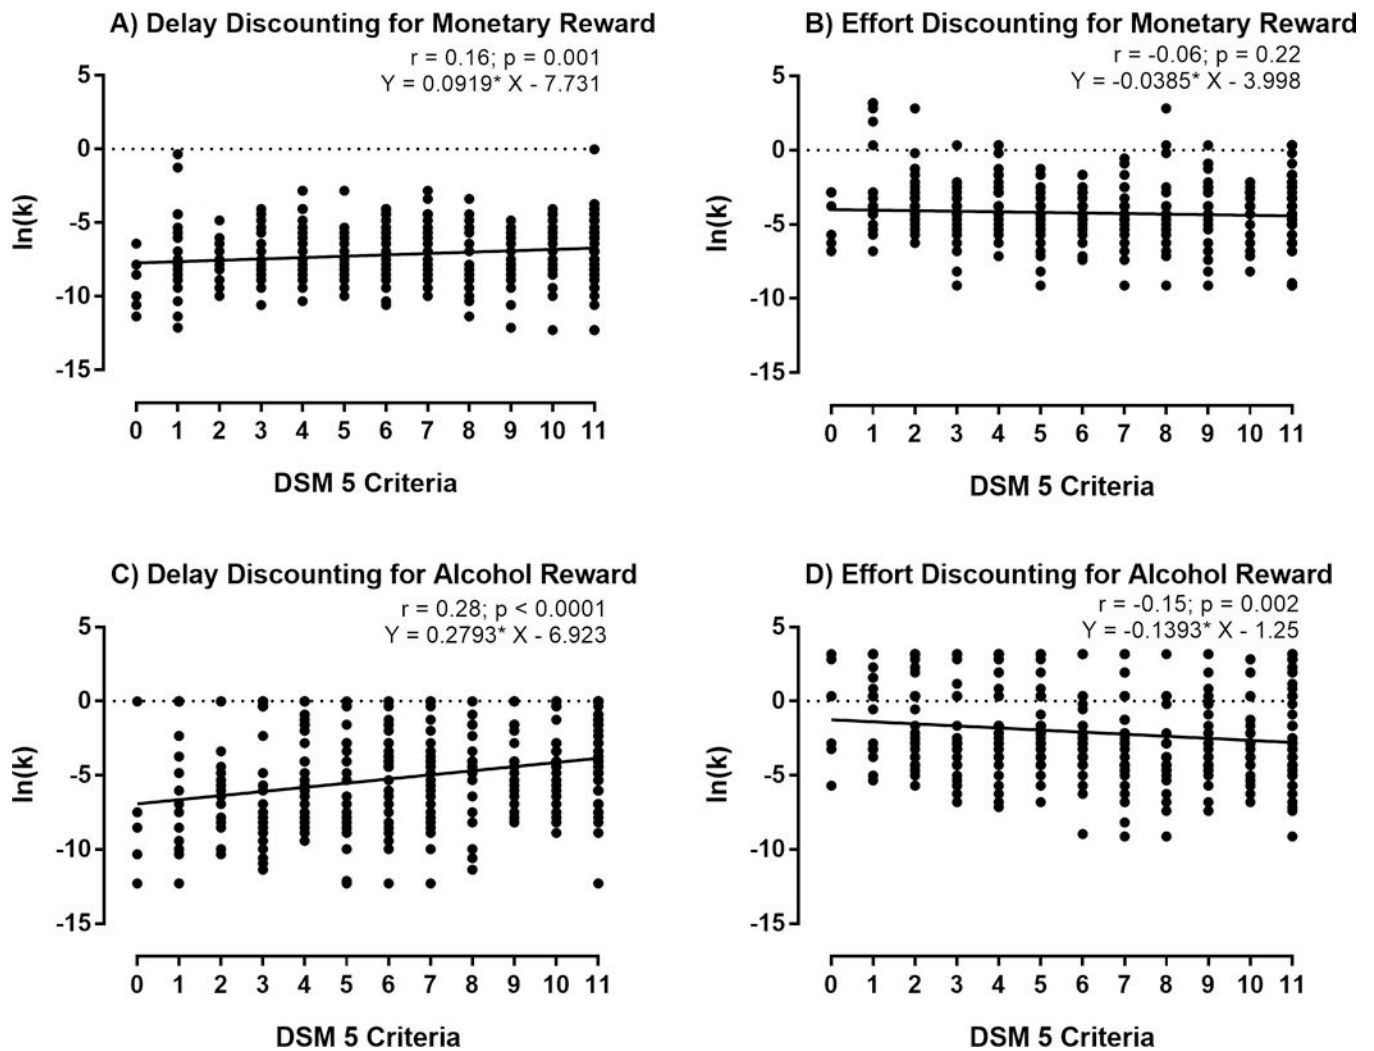 A) Delay Discounting for Monetary Reward
r = 0.16; p = 0.001
Y = 0.0919* X - 7.731
5
0
-5
-10
-15
ln(k)
0 1 2 3 4 5 6 7 8 9 10 11
DSM 5 Criteria
B) Effort Discounting for Monetary Reward
r = -0.06; p = 0.22
Y = -0.0385* X - 3.998
5
0
-5
-10
-15
ln(k)
0 1 2 3 4 5 6 7 8 9 10 11
DSM 5 Criteria
C) Delay Discounting for Alcohol Reward
r = 0.28; p < 0.0001
Y = 0.2793* X - 6.923
5
0
-5
-10
-15
ln(k)
0 1 2 3 4 5 6 7 8 9 10 11
DSM 5 Criteria
D) Effort Discounting for Alcohol Reward
r = -0.15; p = 0.002
Y = -0.1393* X - 1.25
5
0
-5
-10
-15
ln(k)
0 1 2 3 4 5 6 7 8 9 10 11
DSM 5 Criteria